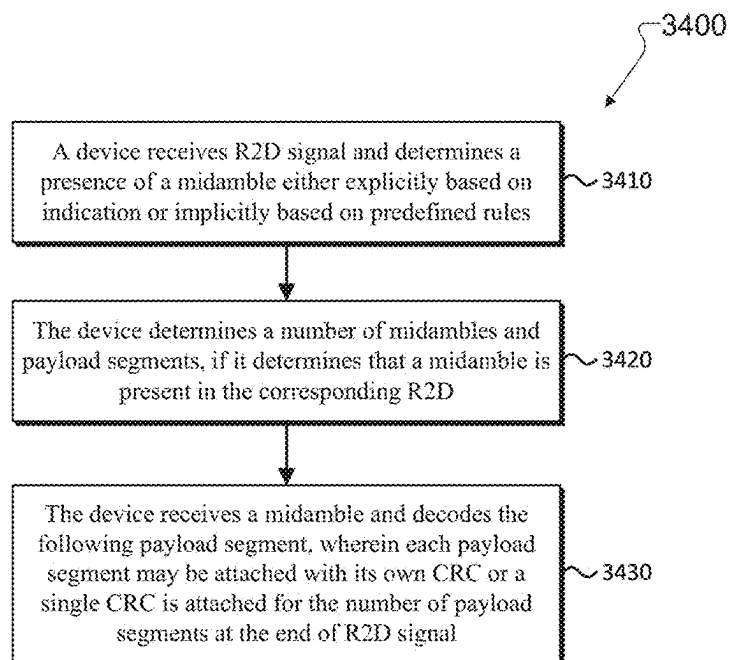 3400
A device receives R2D signal and determines a
presence of a midamble either explicitly based on
indication or implicitly based on predefined rules
3410
The device determines a number of midambles and
payload segments, if it determines that a midamble is
present in the corresponding R2D
3420
The device receives a midamble and decodes the
following payload segment, wherein each payload
segment may be attached with its own CRC or a
single CRC is attached for the number of payload
segments at the end of R2D signal
3430